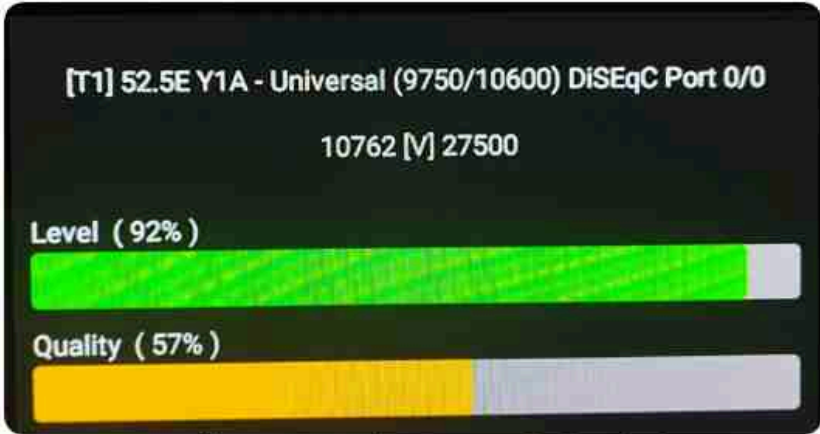 [T1] 52.5E Y1A - Universal (9750/10600) DiSEqC Port 0/0
10762 [V] 27500
Level ( 92% )
Quality ( 57% )